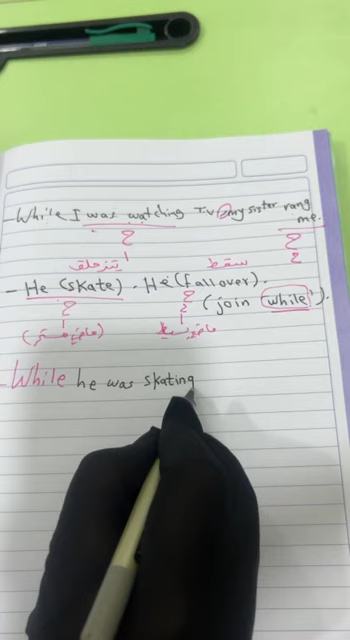 - While I was watching T.V, my sister rang
me.
ح
ح
ح
يتزحلق سقط
- He (skate). He (fall over).
ح
ح
(join "while").
(ماضي مستمر) ماضي بسيط
- While he was skating